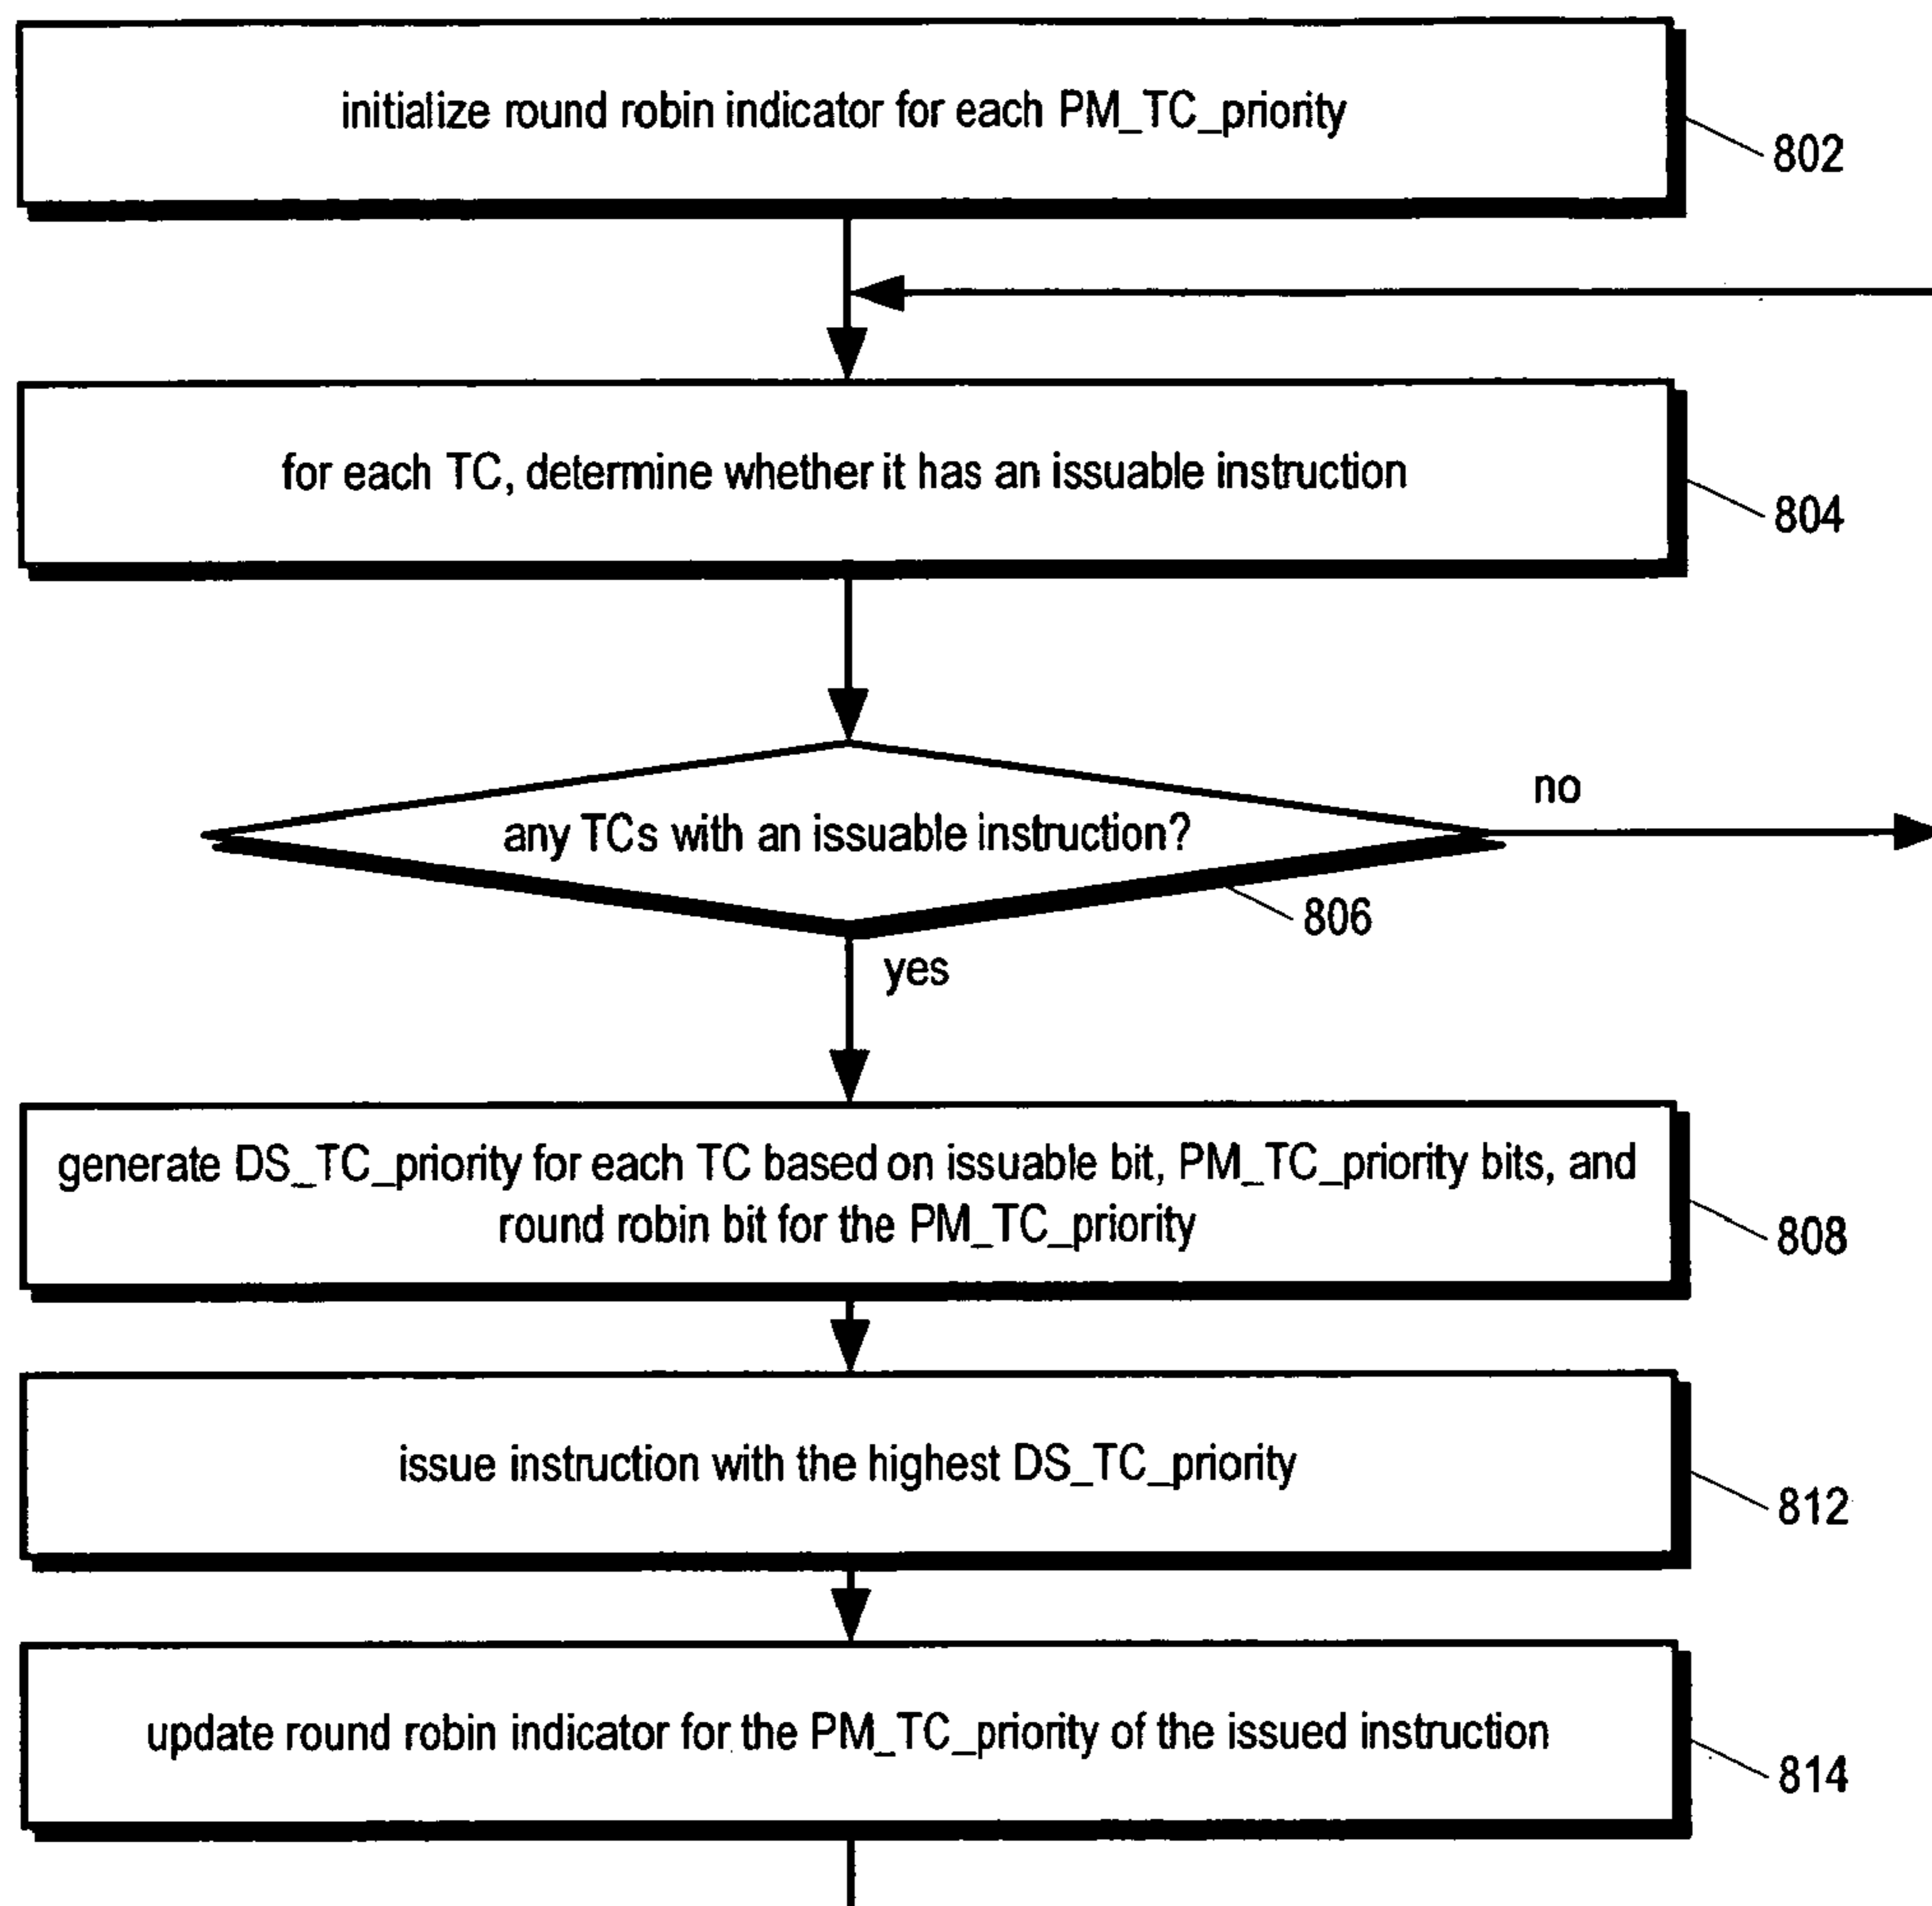 initialize round robin indicator for each PM_TC_priority
802
for each TC, determine whether it has an issuable instruction
804
no
any TCs with an issuable instruction?
806
yes
generate DS_TC_priority for each TC based on issuable bit, PM_TC_priority bits, and
round robin bit for the PM_TC_priority
808
issue instruction with the highest DS_TC_priority
812
update round robin indicator for the PM_TC_priority of the issued instruction
814